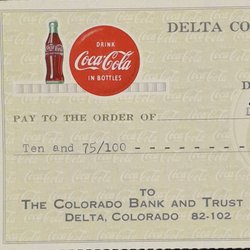 DELTA CO
DRINK
Coca-Cola
IN BOTTLES
PAY TO THE ORDER OF
Ten and 75/100 - - - - - - - - -
TO
THE COLORADO BANK AND TRUST
DELTA, COLORADO 82-102